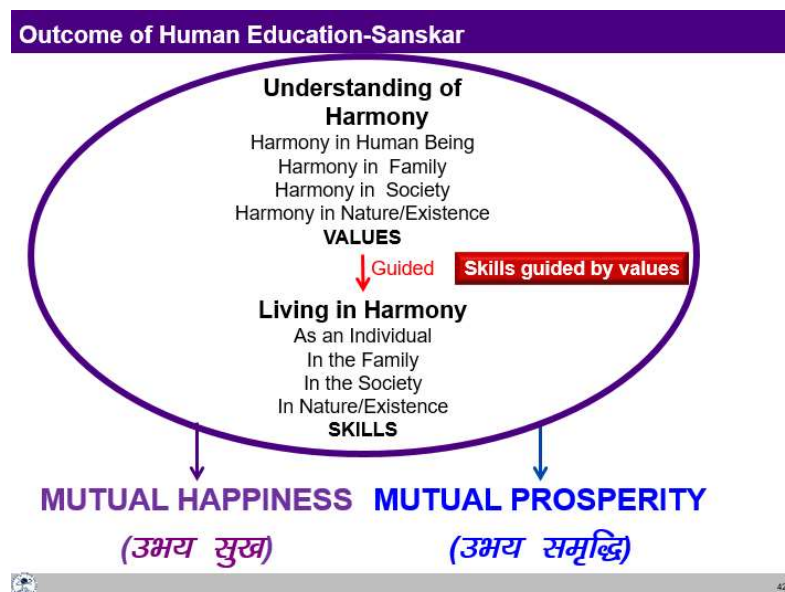 Outcome of Human Education-Sanskar
Understanding of
Harmony
Harmony in Human Being
Harmony in Family
Harmony in Society
Harmony in Nature/Existence
VALUES
Guided
Skills guided by values
Living in Harmony
As an Individual
In the Family
In the Society
In Nature/Existence
SKILLS
MUTUAL HAPPINESS
MUTUAL PROSPERITY
(उभय सुख)
(उभय समृद्धि)
42